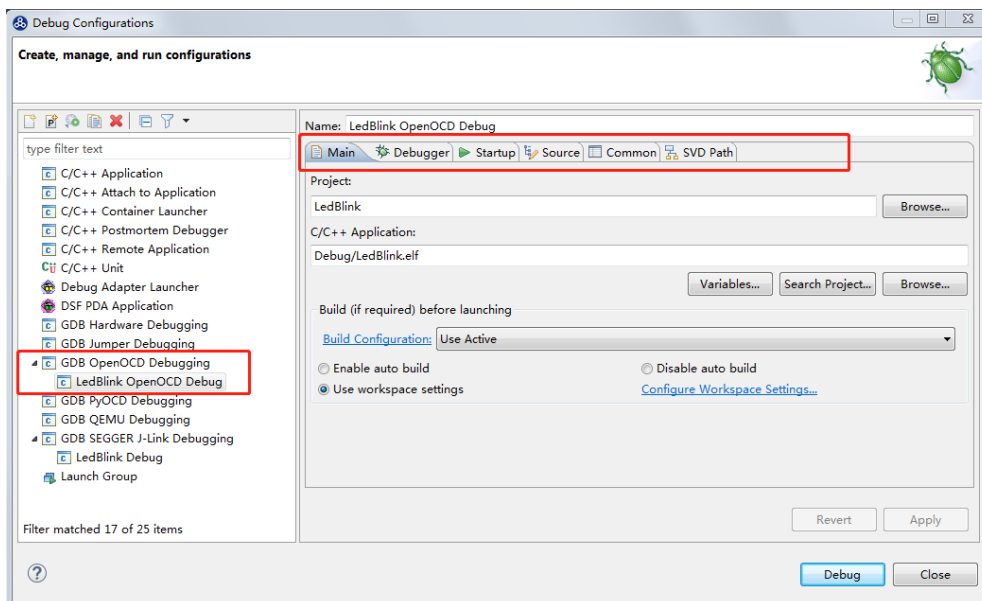 Debug Configurations
Create, manage, and run configurations
type filter text
C/C++ Application
C/C++ Attach to Application
C/C++ Container Launcher
C/C++ Postmortem Debugger
C/C++ Remote Application
C/C++ Unit
Debug Adapter Launcher
DSF PDA Application
GDB Hardware Debugging
GDB Jumper Debugging
GDB OpenOCD Debugging
LedBlink OpenOCD Debug
GDB PyOCD Debugging
GDB QEMU Debugging
GDB SEGGER J-Link Debugging
LedBlink Debug
Launch Group
Filter matched 17 of 25 items
Name: LedBlink OpenOCD Debug
Main Debugger Startup Source Common SVD Path
Project:
LedBlink Browse...
C/C++ Application:
Debug/LedBlink.elf
Variables... Search Project... Browse...
Build (if required) before launching
Build Configuration: Use Active
Enable auto build Disable auto build
Use workspace settings Configure Workspace Settings...
Revert Apply
Debug Close